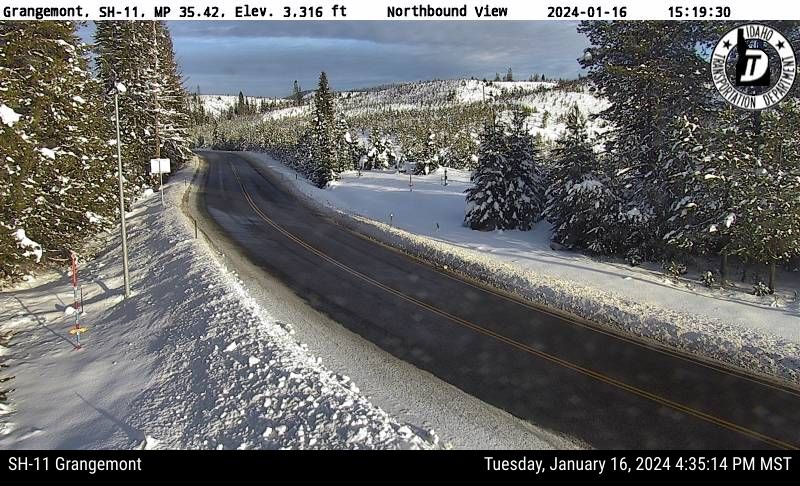 Grangemont, SH-11, MP 35.42, Elev. 3,316 ft Northbound View 2024-01-16 15:19:30
IDAHO
TRANSPORTATION DEPARTMENT
SH-11 Grangemont Tuesday, January 16, 2024 4:35:14 PM MST